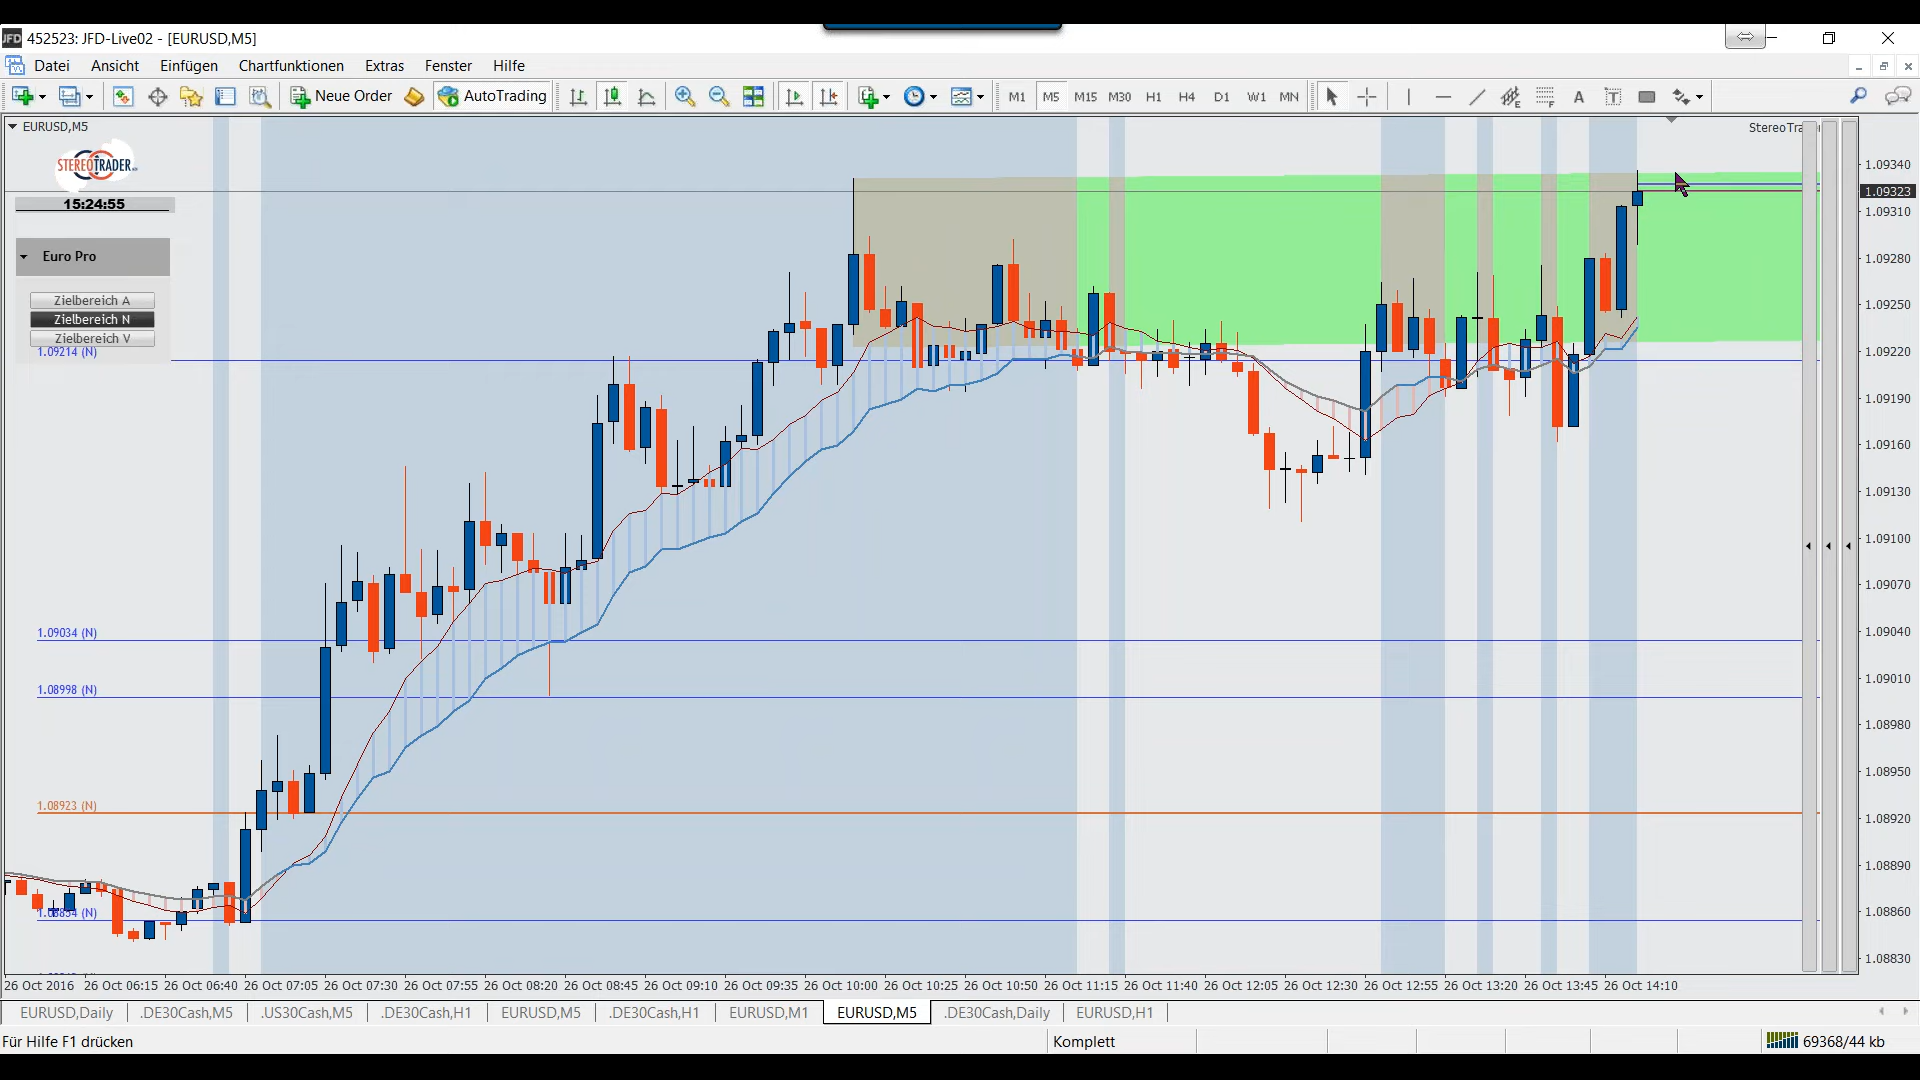 JFD 452523: JFD-Live02 - [EURUSD,M5]
Datei Ansicht Einfügen Chartfunktionen Extras Fenster Hilfe
Neue Order AutoTrading M1 M5 M15 M30 H1 H4 D1 W1 MN A T
EURUSD,M5
STEREOTRADER
15:24:55
Euro Pro
Zielbereich A
Zielbereich N
Zielbereich V
1.09214 (N)
1.09034 (N)
1.08998 (N)
1.08923 (N)
1.09340
1.09323
1.09310
1.09280
1.09250
1.09220
1.09190
1.09160
1.09130
1.09100
1.09070
1.09040
1.09010
1.08980
1.08950
1.08920
1.08890
1.08860
1.08830
26 Oct 2016 26 Oct 06:15 26 Oct 06:40 26 Oct 07:05 26 Oct 07:30 26 Oct 07:55 26 Oct 08:20 26 Oct 08:45 26 Oct 09:10 26 Oct 09:35 26 Oct 10:00 26 Oct 10:25 26 Oct 10:50 26 Oct 11:15 26 Oct 11:40 26 Oct 12:05 26 Oct 12:30 26 Oct 12:55 26 Oct 13:20 26 Oct 13:45 26 Oct 14:10
EURUSD,Daily .DE30Cash,M5 .US30Cash,M5 .DE30Cash,H1 EURUSD,M5 .DE30Cash,H1 EURUSD,M1 EURUSD,M5 .DE30Cash,Daily EURUSD,H1
Für Hilfe F1 drücken Komplett 69368/44 kb